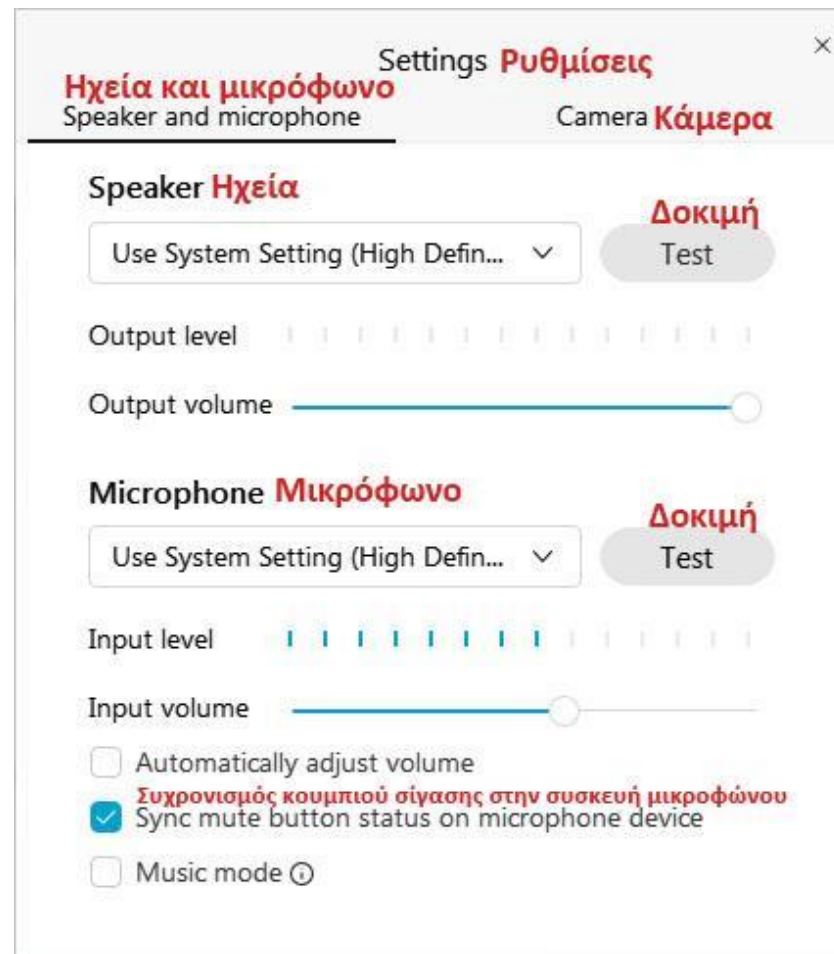 Settings Ρυθμίσεις
Ηχεία και μικρόφωνο
Speaker and microphone
Camera Κάμερα
Speaker Ηχεία
Δοκιμή
Use System Setting (High Defin...
Test
Output level
Output volume
Microphone Μικρόφωνο
Δοκιμή
Use System Setting (High Defin...
Test
Input level
Input volume
Automatically adjust volume
Συχρονισμός κουμπιού σίγασης στην συσκευή μικροφώνου
Sync mute button status on microphone device
Music mode